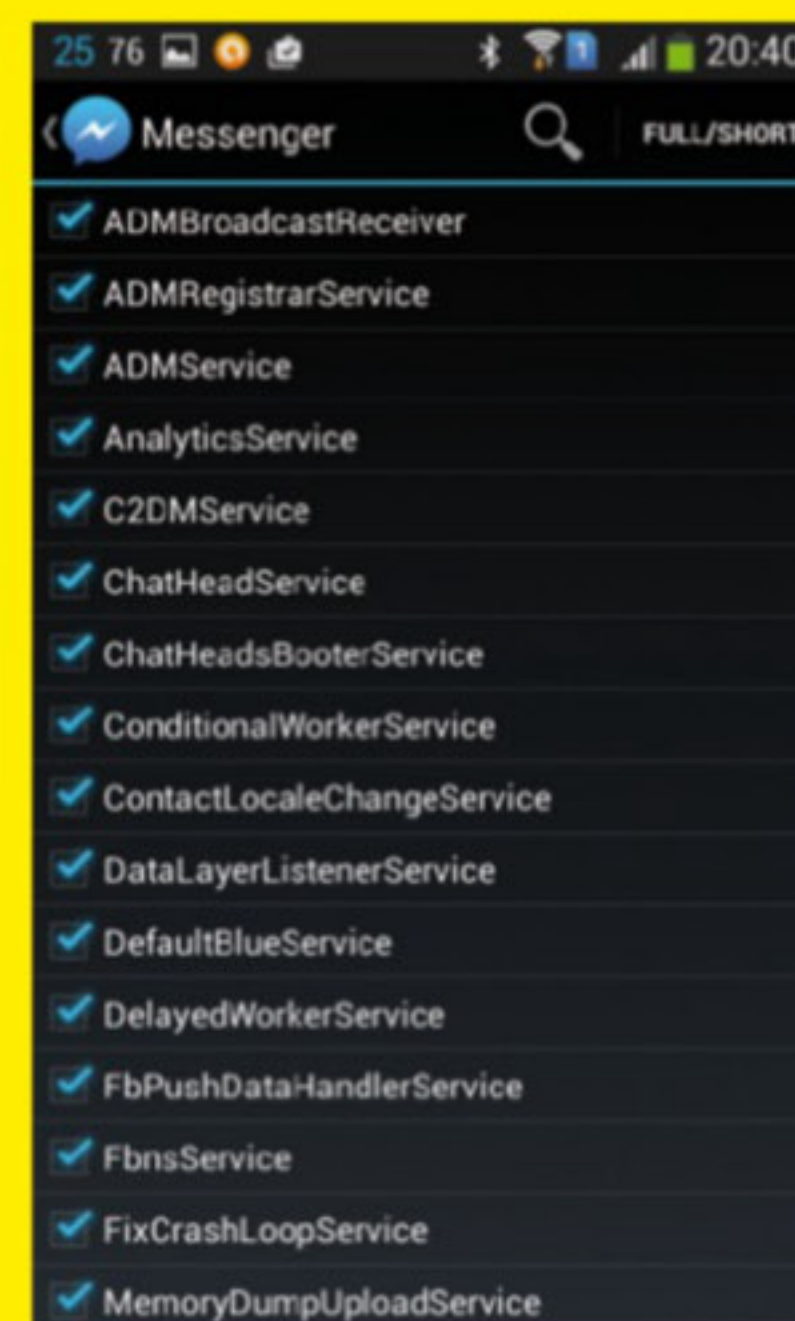 25 76 1 20:40
Messenger FULL/SHORT
ADMBroadcastReceiver
ADMRegistrarService
ADMService
AnalyticsService
C2DMService
ChatHeadService
ChatHeadsBooterService
ConditionalWorkerService
ContactLocaleChangeService
DataLayerListenerService
DefaultBlueService
DelayedWorkerService
FbPushDataHandlerService
FbnsService
FixCrashLoopService
MemoryDumpUploadService